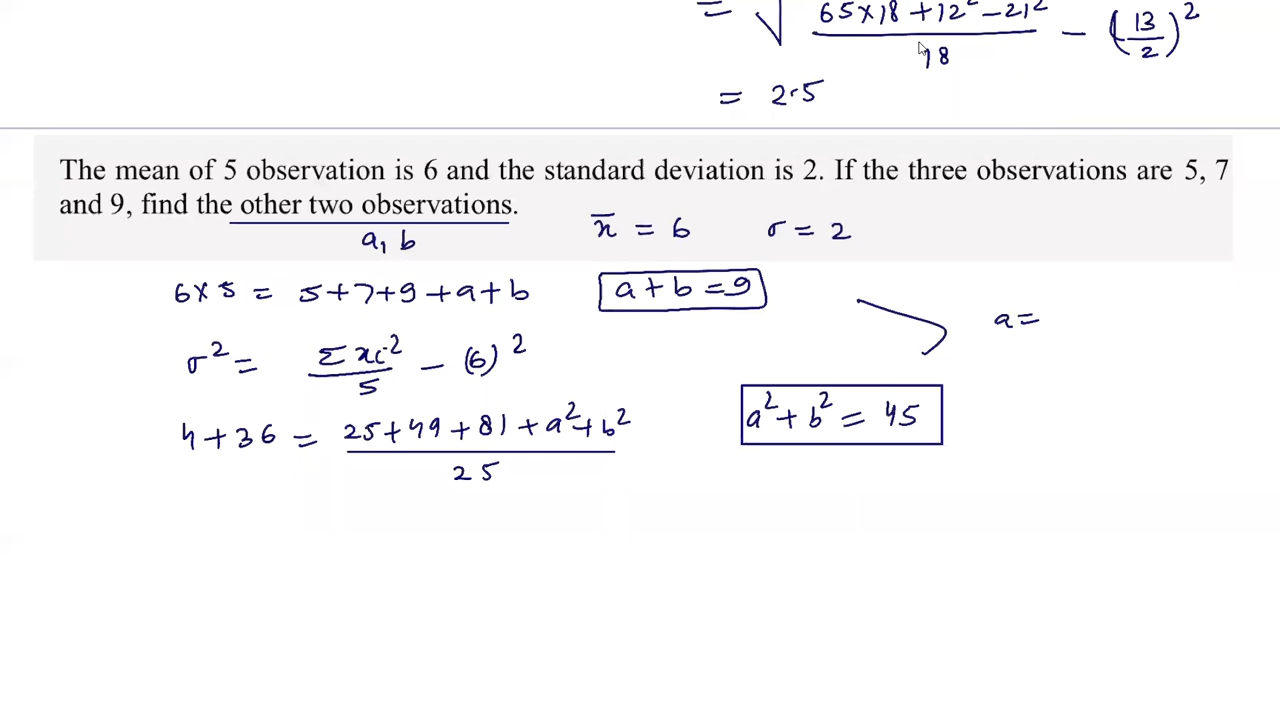 = √ (65×18 + 12² − 21²)/18 − (13/2)²
= 2.5
The mean of 5 observation is 6 and the standard deviation is 2. If the three observations are 5, 7
and 9, find the other two observations.
a, b
x̄ = 6 σ = 2
6×5 = 5+7+9+a+b a+b=9
a=
σ² = Σxi²/5 − (6)²
4+36 = (25+49+81+a²+b²)/25 a²+b² = 45